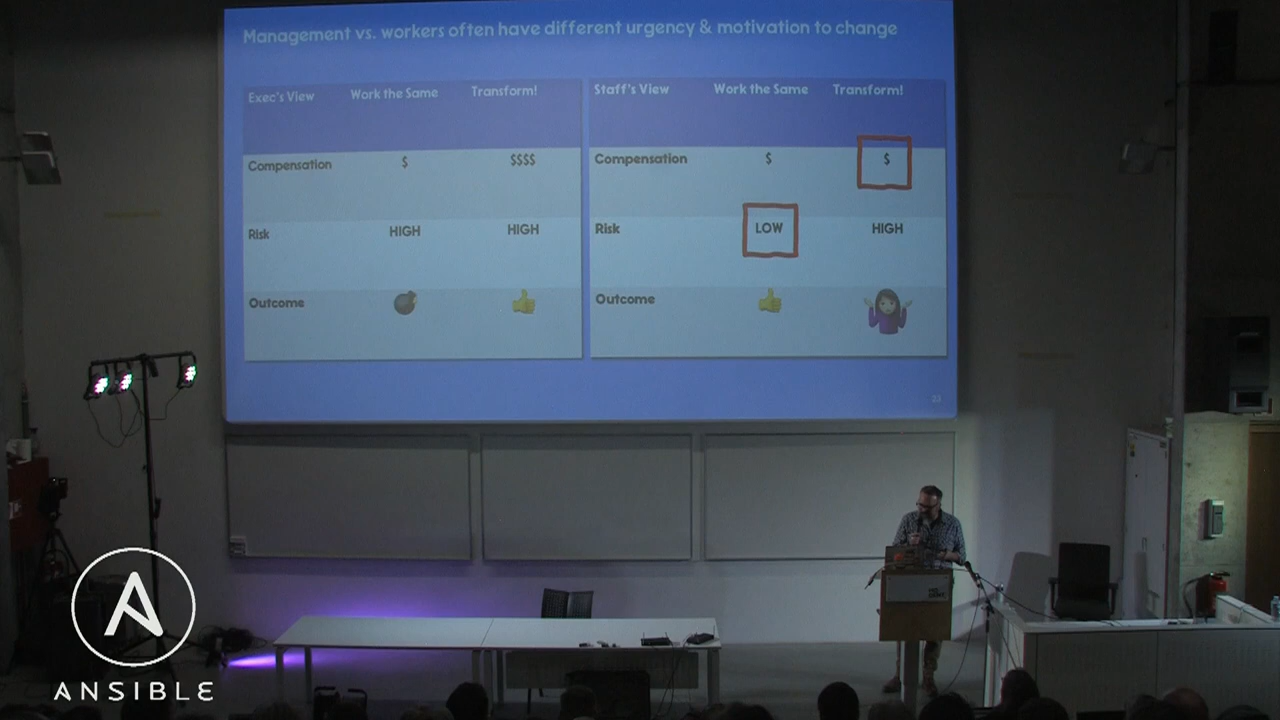 Management vs. workers often have different urgency & motivation to change
Exec's View Work the Same Transform!
Compensation $ $$$$
Risk HIGH HIGH
Outcome
Staff's View Work the Same Transform!
Compensation $ $
Risk LOW HIGH
Outcome
23
ANSIBLE